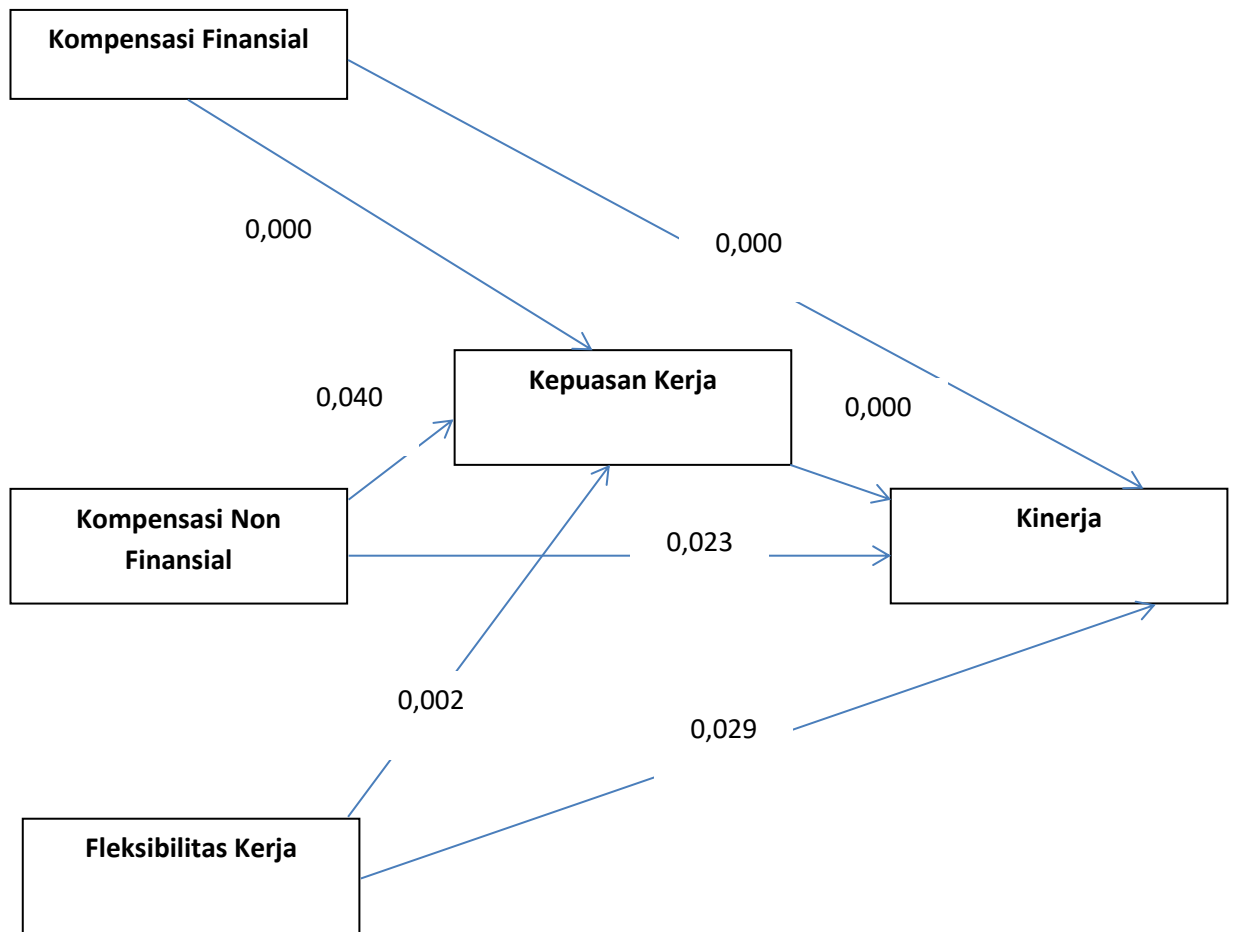 Kompensasi Finansial
0,000
0,000
Kepuasan Kerja
0,040
0,000
Kompensasi Non
Finansial
0,023
Kinerja
0,002
0,029
Fleksibilitas Kerja